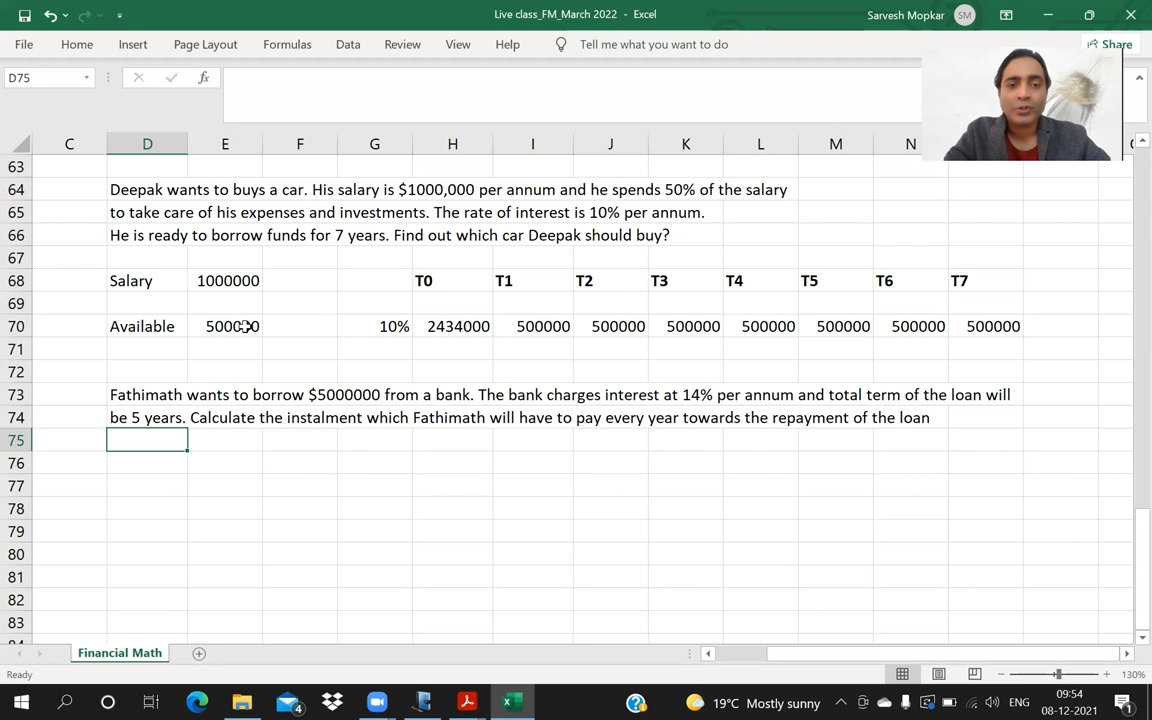 Live class_FM_March 2022 - Excel
Sarvesh Mopkar SM
File Home Insert Page Layout Formulas Data Review View Help Tell me what you want to do Share
D75 fx
C D E F G H I J K L M N
63
64 Deepak wants to buys a car. His salary is $1000,000 per annum and he spends 50% of the salary
65 to take care of his expenses and investments. The rate of interest is 10% per annum.
66 He is ready to borrow funds for 7 years. Find out which car Deepak should buy?
67
68 Salary 1000000 T0 T1 T2 T3 T4 T5 T6 T7
69
70 Available 500000 10% 2434000 500000 500000 500000 500000 500000 500000 500000
71
72
73 Fathimath wants to borrow $5000000 from a bank. The bank charges interest at 14% per annum and total term of the loan will
74 be 5 years. Calculate the instalment which Fathimath will have to pay every year towards the repayment of the loan
75
76
77
78
79
80
81
82
83
Financial Math
Ready 130%
4 19°C Mostly sunny ENG 09:54 08-12-2021 1